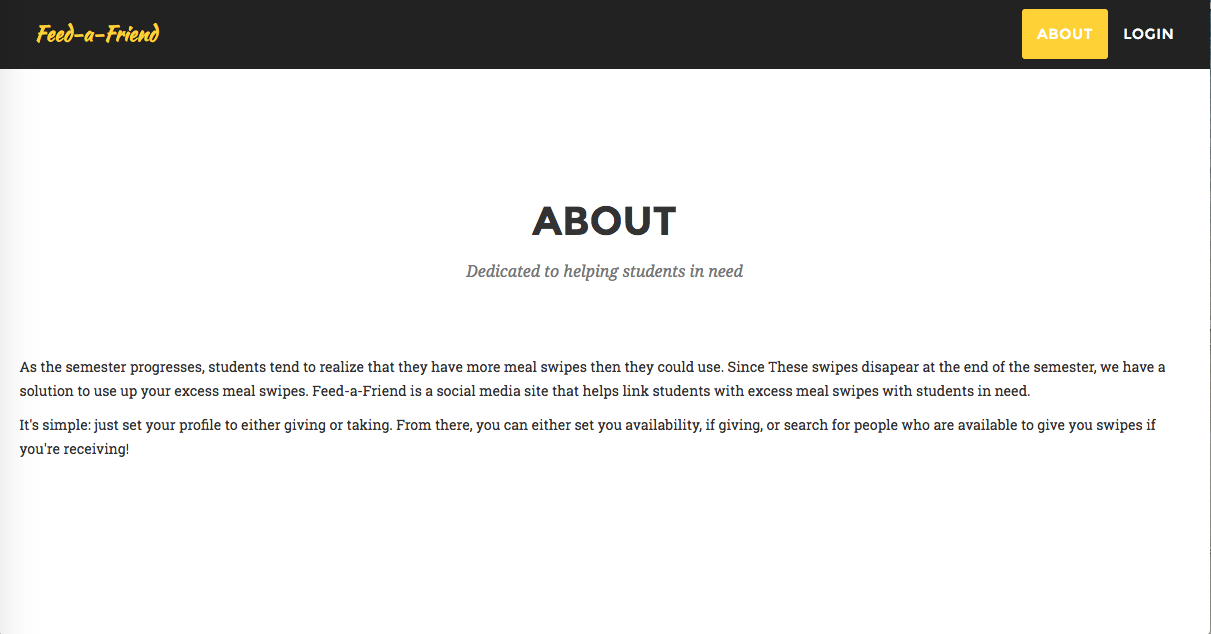 Feed-a-Friend
ABOUT
LOGIN
ABOUT
Dedicated to helping students in need
As the semester progresses, students tend to realize that they have more meal swipes then they could use. Since These swipes disapear at the end of the semester, we have a
solution to use up your excess meal swipes. Feed-a-Friend is a social media site that helps link students with excess meal swipes with students in need.
It's simple: just set your profile to either giving or taking. From there, you can either set you availability, if giving, or search for people who are available to give you swipes if
you're receiving!